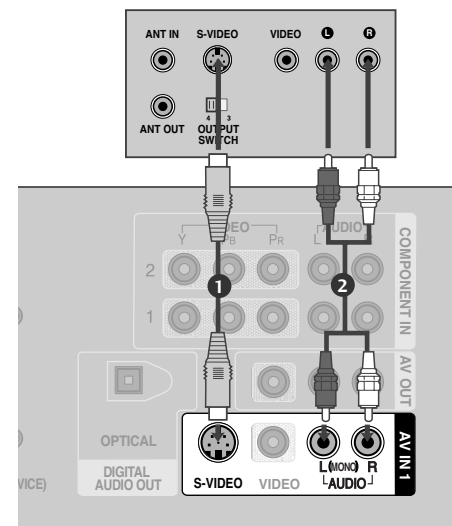 ANT IN S-VIDEO VIDEO L R
ANT OUT
4 3
OUTPUT
SWITCH
VIDEO AUDIO
Y PB PR L R
2
1
COMPONENT IN
1 2
AV OUT
OPTICAL
DIGITAL
AUDIO OUT
VICE)
S-VIDEO VIDEO
L(MONO) R
AUDIO
AV IN 1